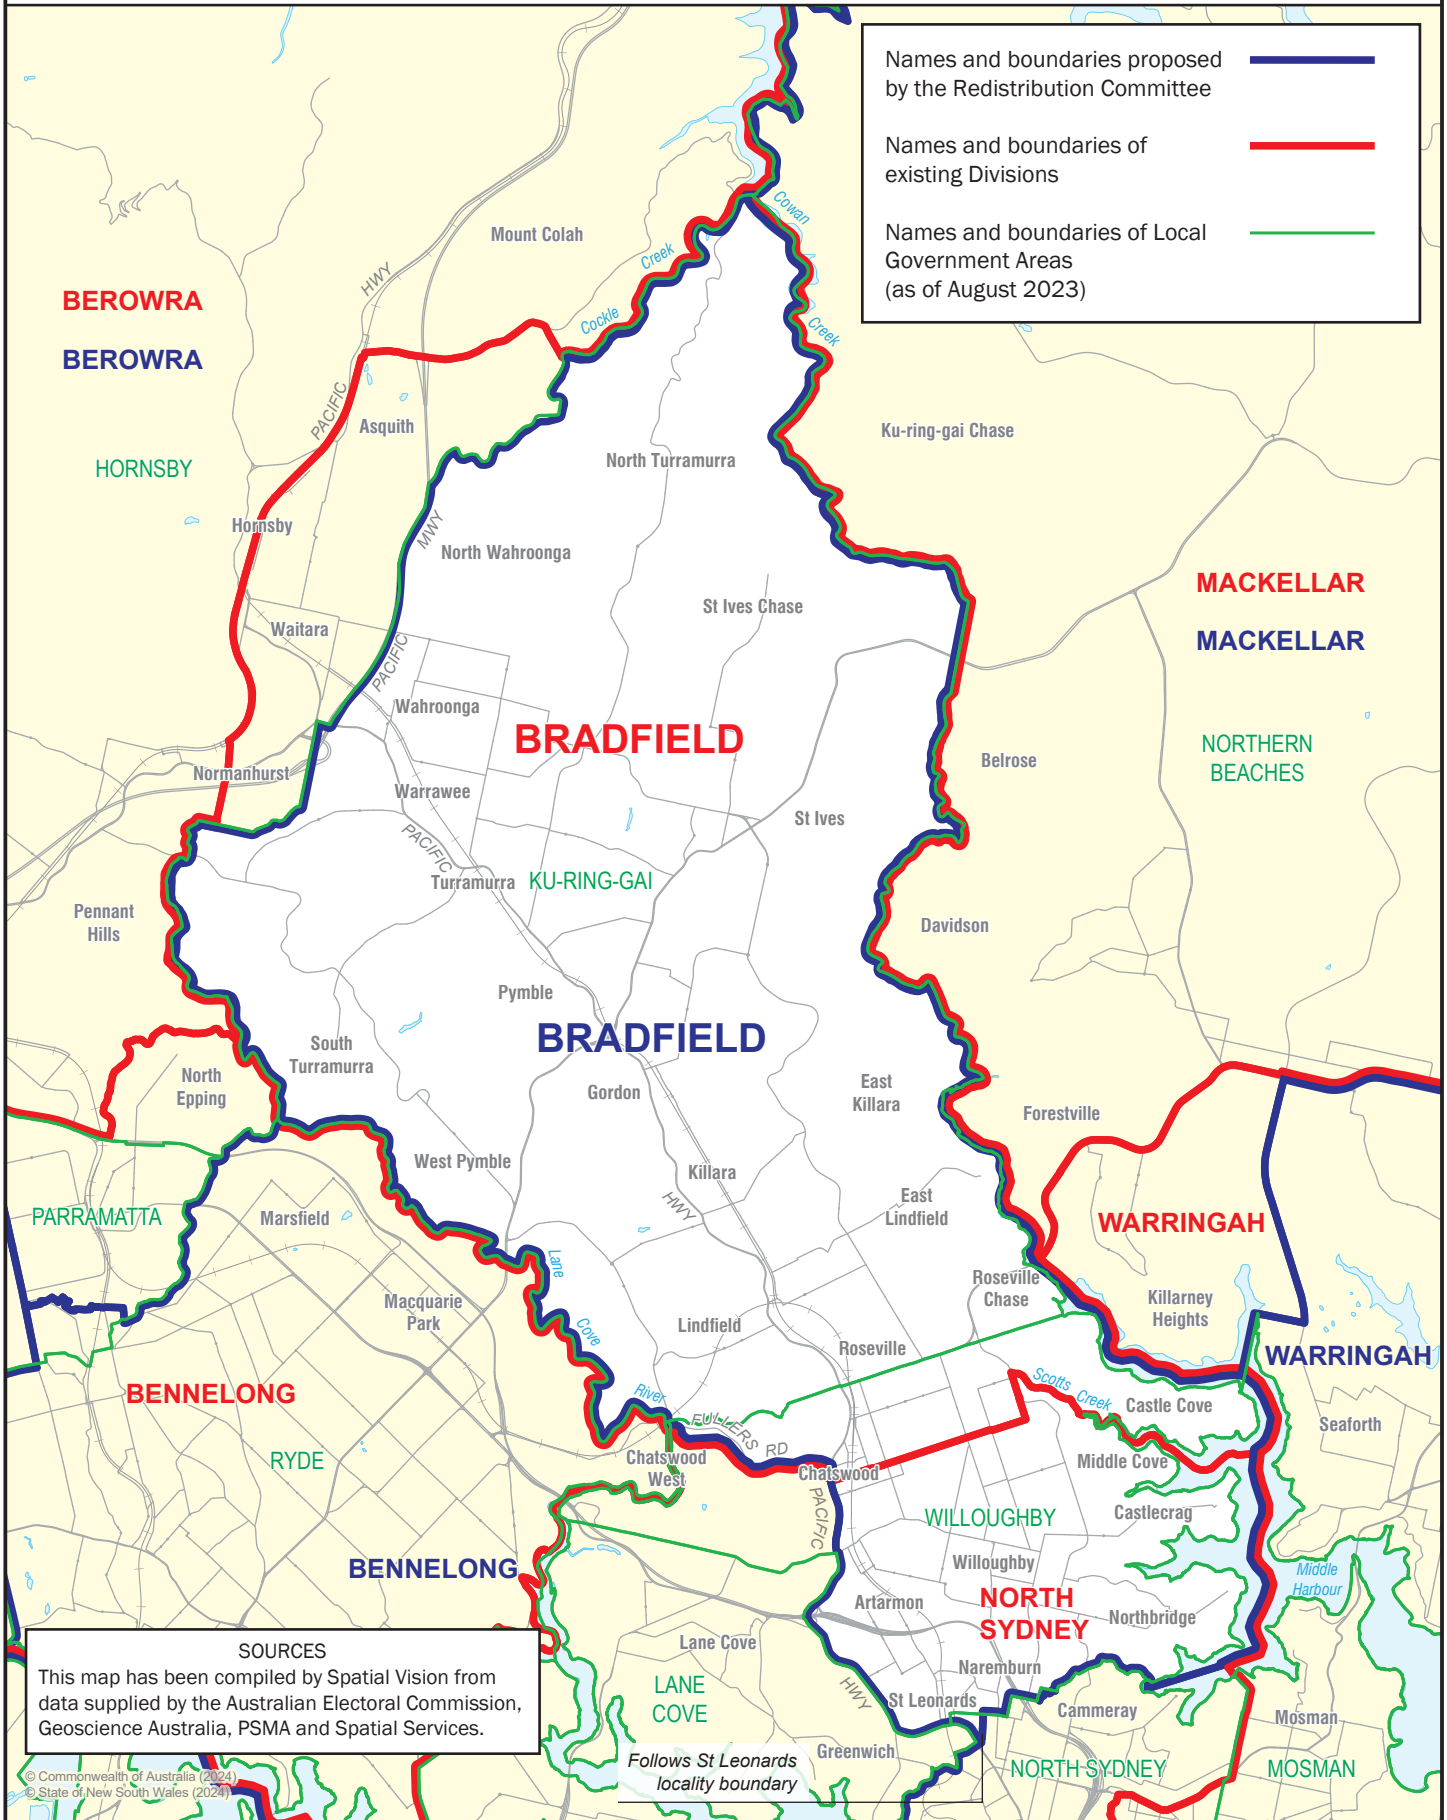 Names and boundaries proposed
by the Redistribution Committee
Names and boundaries of
existing Divisions
Names and boundaries of Local
Government Areas
(as of August 2023)
Cowan
Creek
Mount Colah
Creek
Cockle
HWY
PACIFIC
BEROWRA
BEROWRA
HORNSBY
Asquith
Ku-ring-gai Chase
North Turramurra
Hornsby
MWY
North Wahroonga
MACKELLAR
MACKELLAR
St Ives Chase
Waitara
PACIFIC
Wahroonga
BRADFIELD
NORTHERN
BEACHES
Belrose
Normanhurst
Warrawee
St Ives
PACIFIC
Turramurra
KU-RING-GAI
Pennant
Hills
Davidson
Pymble
BRADFIELD
South
Turramurra
North
Epping
Gordon
East
Killara
Forestville
West Pymble
Killara
HWY
East
Lindfield
PARRAMATTA
Marsfield
WARRINGAH
Lane
Cove
River
Roseville
Chase
Killarney
Heights
Macquarie
Park
Lindfield
Roseville
WARRINGAH
BENNELONG
Scotts Creek
Castle Cove
Seaforth
FULLERS RD
RYDE
Chatswood
West
Chatswood
Middle Cove
PACIFIC
WILLOUGHBY
Castlecrag
Willoughby
BENNELONG
Middle
Harbour
Artarmon
NORTH
SYDNEY
Northbridge
Lane Cove
Naremburn
LANE
COVE
HWY
St Leonards
Cammeray
Mosman
Greenwich
NORTH SYDNEY
MOSMAN
Follows St Leonards
locality boundary
SOURCES
This map has been compiled by Spatial Vision from
data supplied by the Australian Electoral Commission,
Geoscience Australia, PSMA and Spatial Services.
© Commonwealth of Australia (2024)
© State of New South Wales (2024)